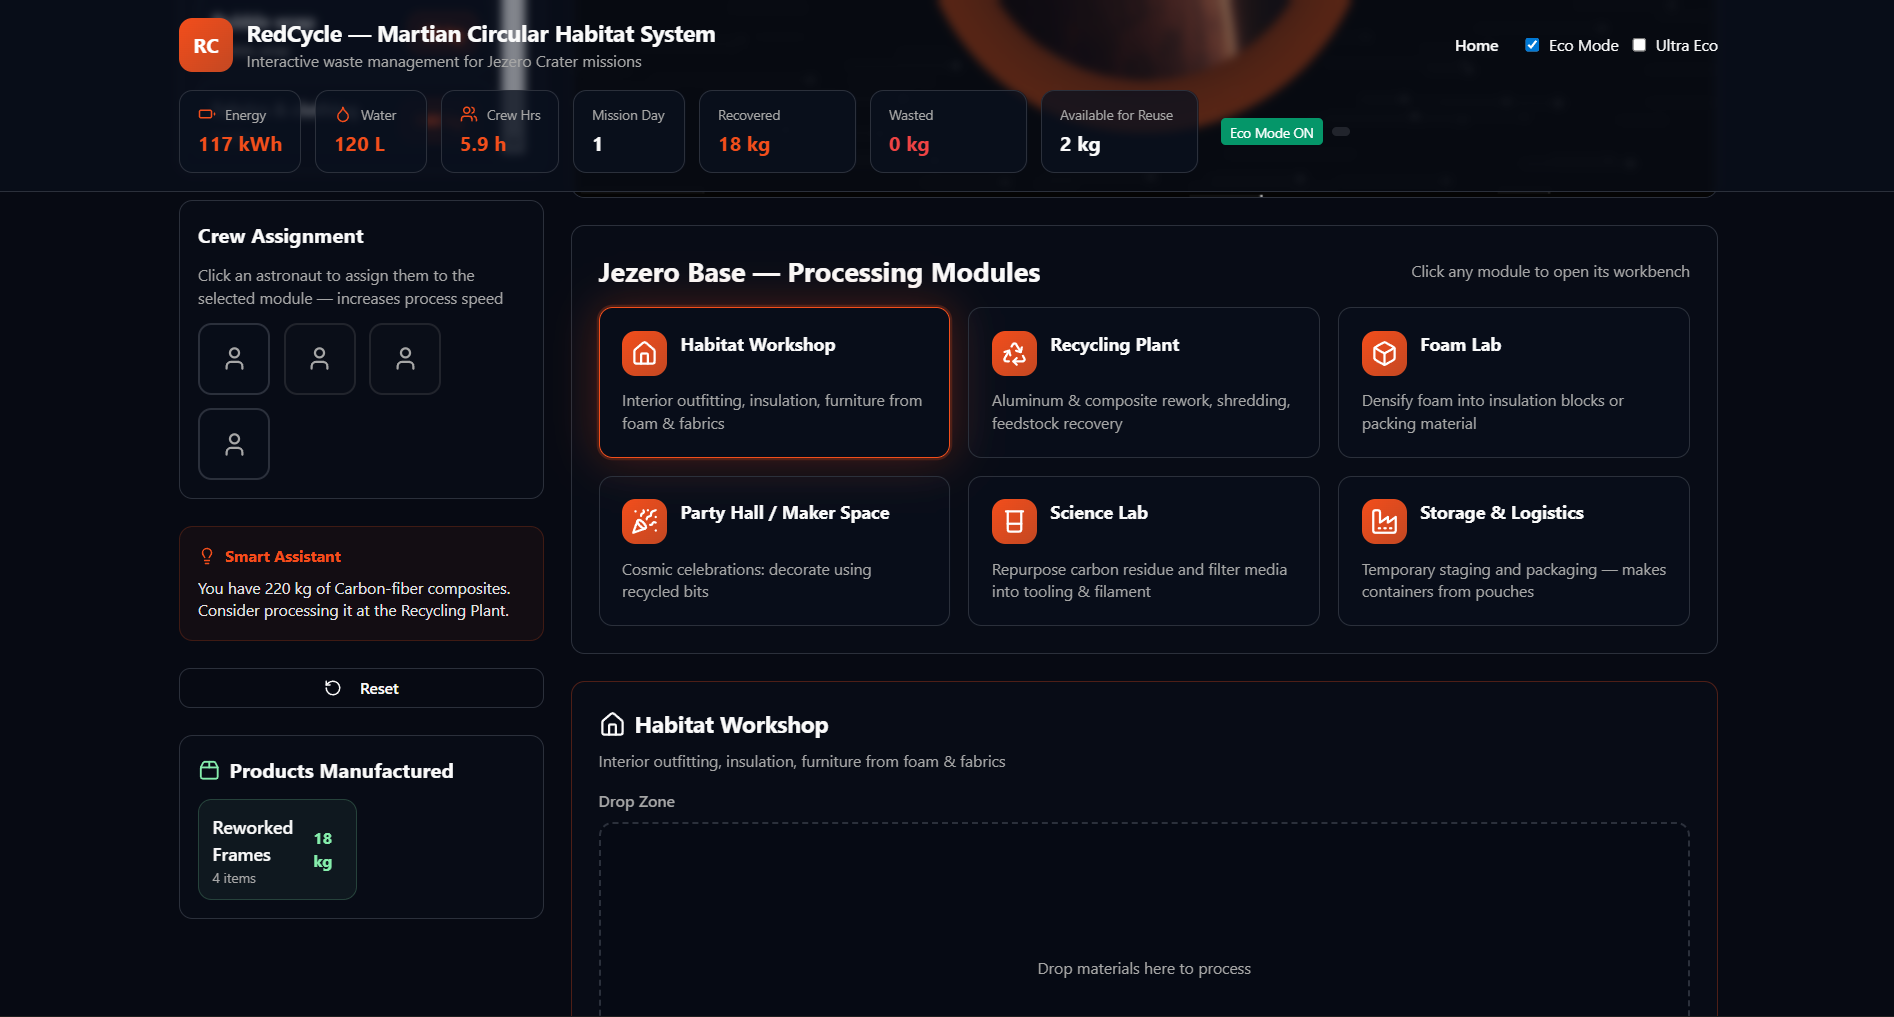 RC
RedCycle — Martian Circular Habitat System
Interactive waste management for Jezero Crater missions
Home
Eco Mode
Ultra Eco
Energy
117 kWh
Water
120 L
Crew Hrs
5.9 h
Mission Day
1
Recovered
18 kg
Wasted
0 kg
Available for Reuse
2 kg
Eco Mode ON
Crew Assignment
Click an astronaut to assign them to the
selected module — increases process speed
Smart Assistant
You have 220 kg of Carbon-fiber composites.
Consider processing it at the Recycling Plant.
Reset
Products Manufactured
Reworked
Frames
4 items
18
kg
Jezero Base — Processing Modules
Click any module to open its workbench
Habitat Workshop
Interior outfitting, insulation, furniture from
foam & fabrics
Recycling Plant
Aluminum & composite rework, shredding,
feedstock recovery
Foam Lab
Densify foam into insulation blocks or
packing material
Party Hall / Maker Space
Cosmic celebrations: decorate using
recycled bits
Science Lab
Repurpose carbon residue and filter media
into tooling & filament
Storage & Logistics
Temporary staging and packaging — makes
containers from pouches
Habitat Workshop
Interior outfitting, insulation, furniture from foam & fabrics
Drop Zone
Drop materials here to process